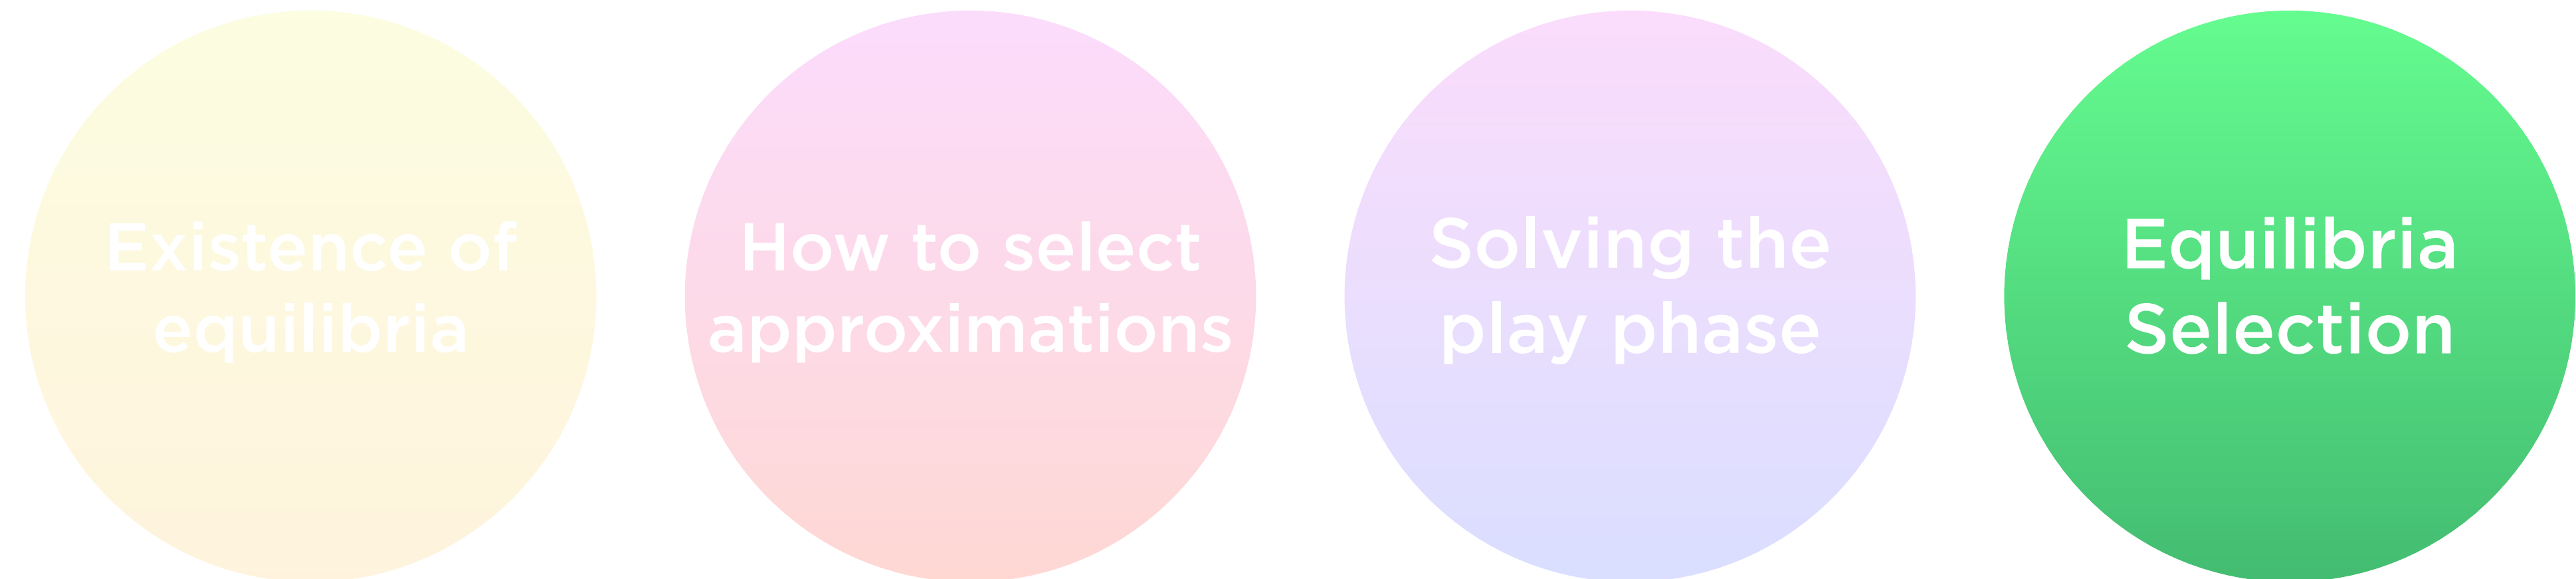 Existence of
equilibria
How to select
approximations
Solving the
play phase
Equilibria
Selection